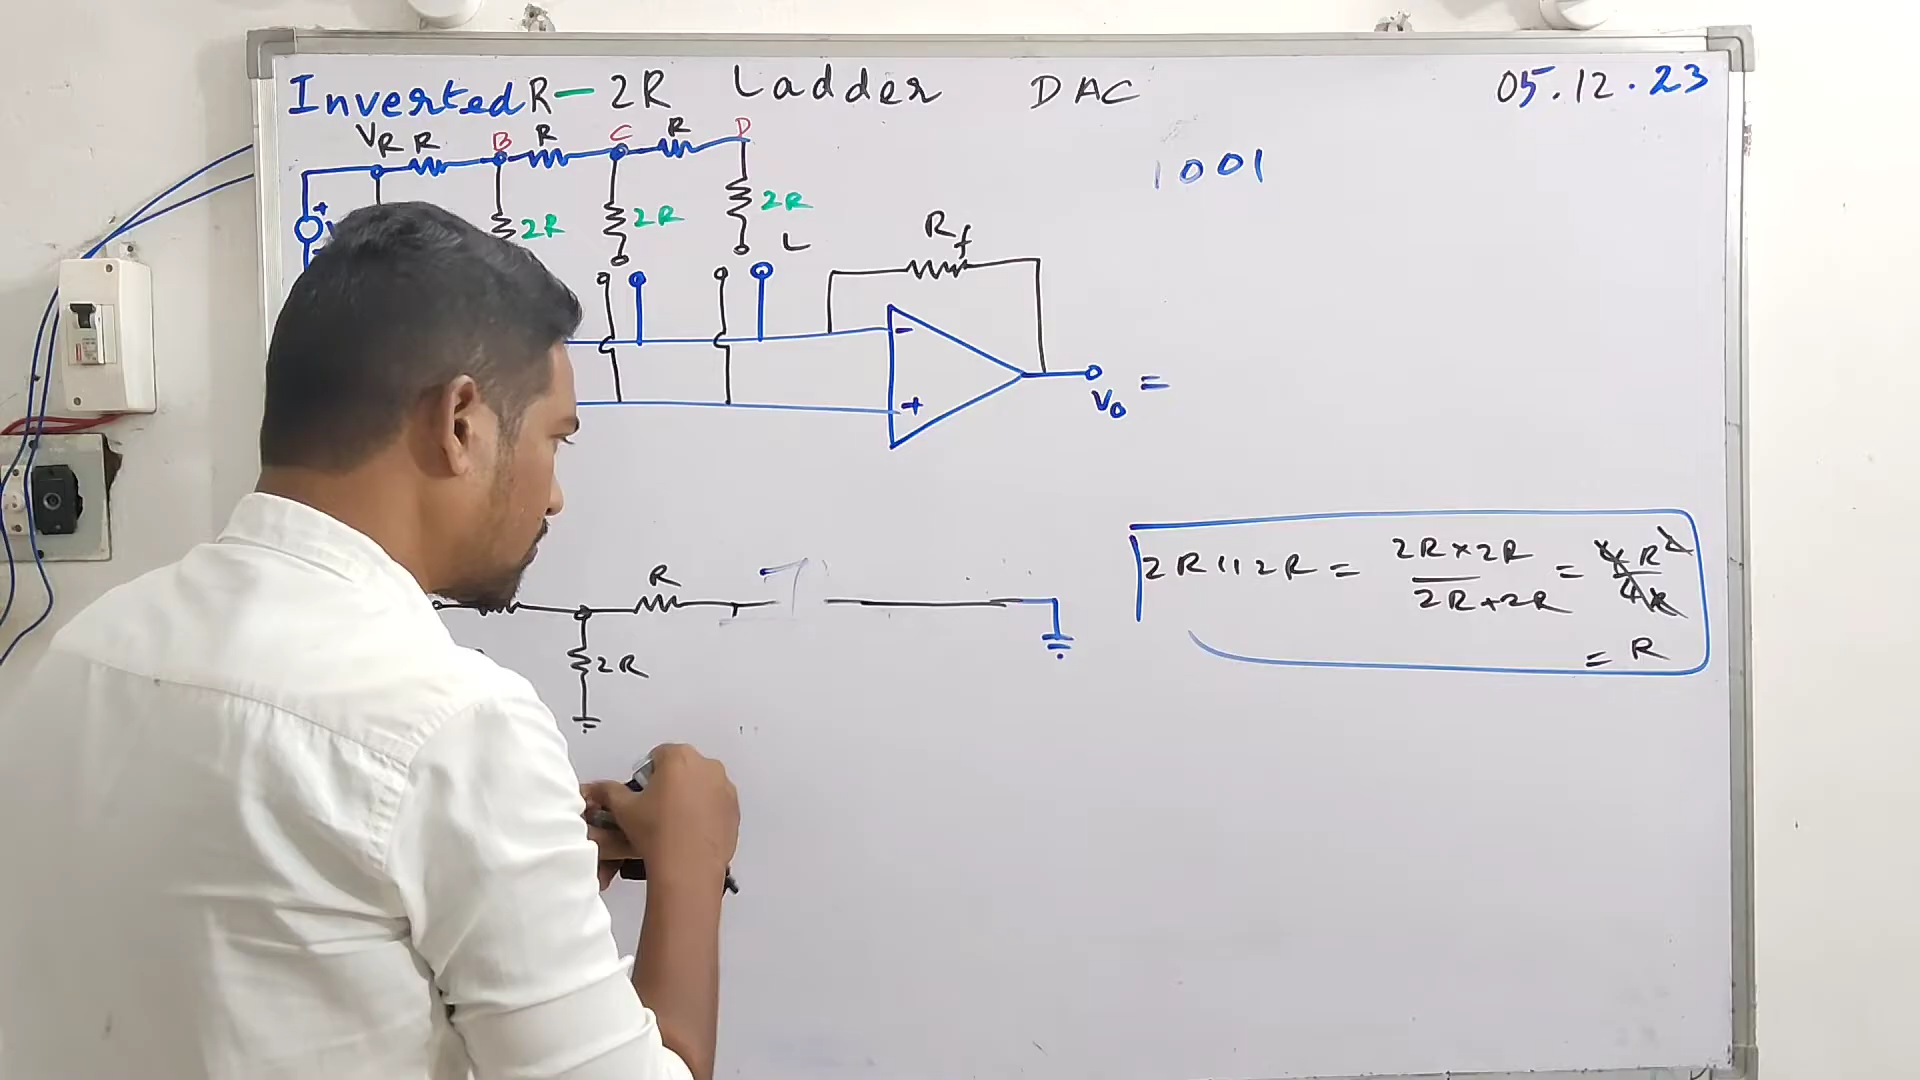 Inverted R-2R Ladder DAC 05.12.23
VR R B R C R D
1001
2R 2R 2R
L
Rf
-
+
V0 =
R
2R
2R||2R = 2R×2R / 2R+2R = 4R² / 4R
= R